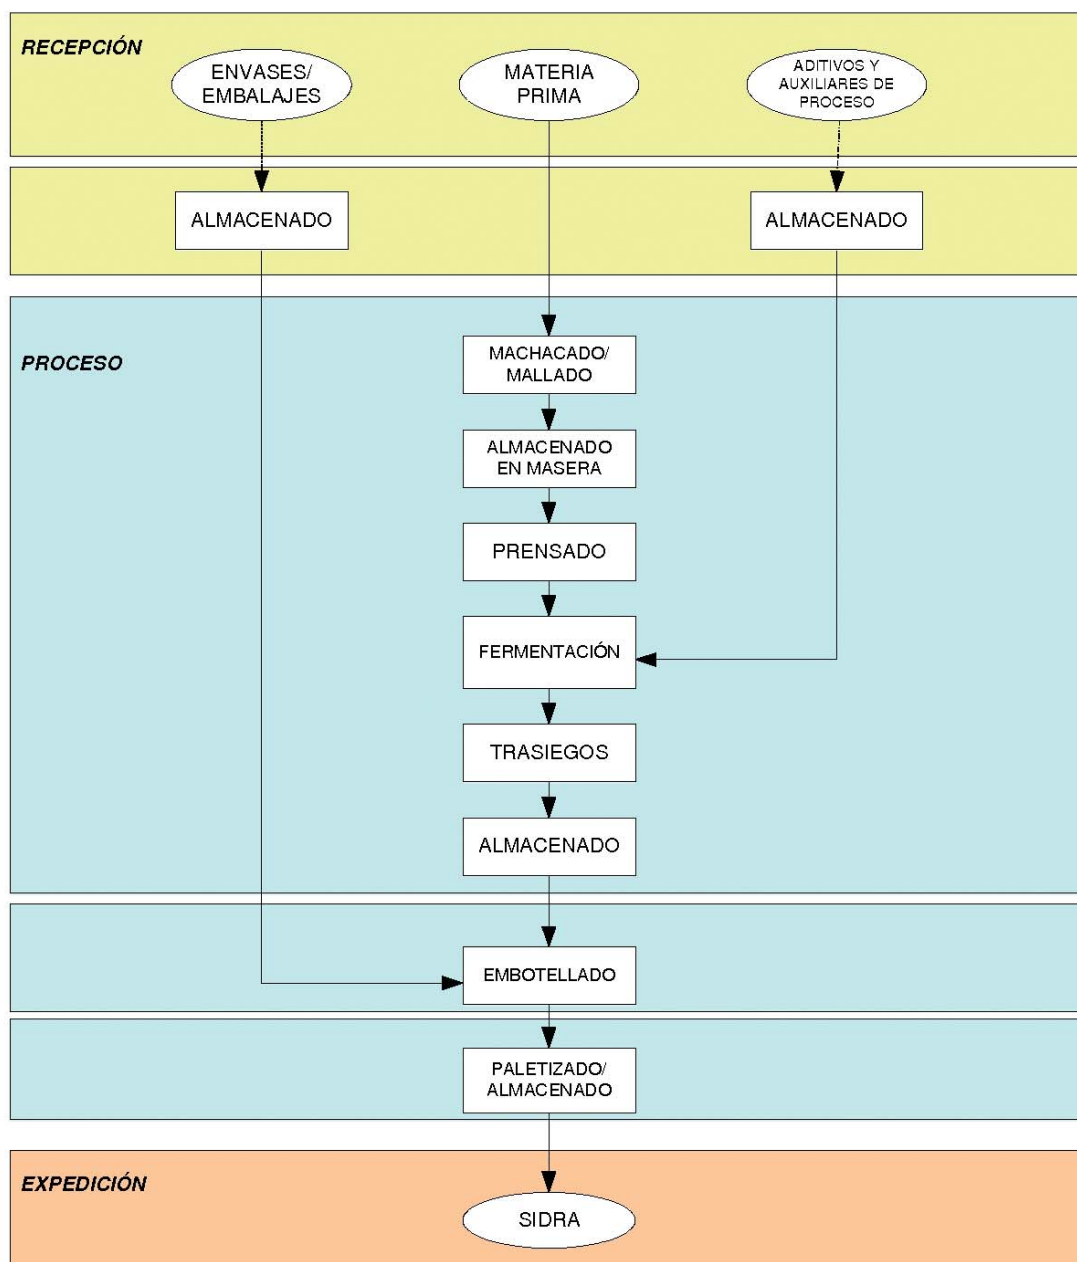 RECEPCIÓN
ENVASES/
EMBALAJES
MATERIA
PRIMA
ADITIVOS Y
AUXILIARES DE
PROCESO
ALMACENADO
ALMACENADO
PROCESO
MACHACADO/
MALLADO
ALMACENADO
EN MASERA
PRENSADO
FERMENTACIÓN
TRASIEGOS
ALMACENADO
EMBOTELLADO
PALETIZADO/
ALMACENADO
EXPEDICIÓN
SIDRA